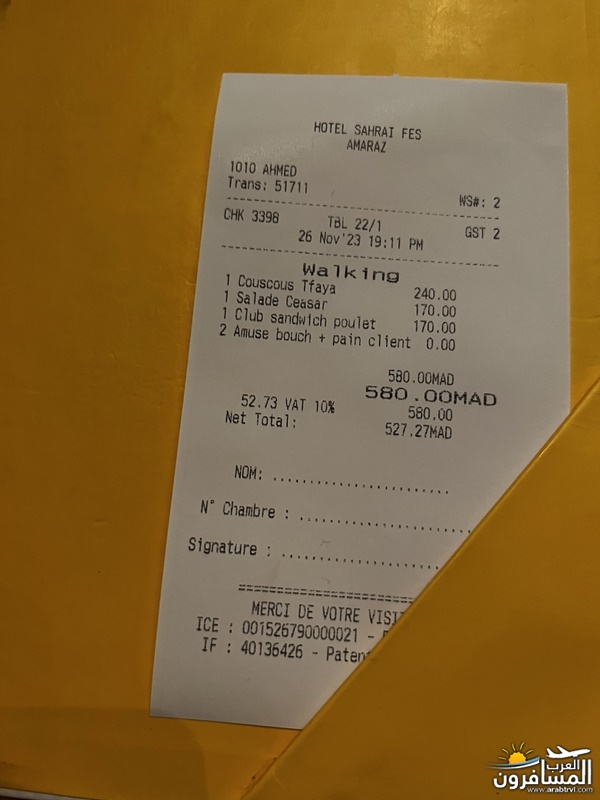 HOTEL SAHRAI FES
AMARAZ
1010 AHMED
Trans: 51711
WS#: 2
CHK 3398 TBL 22/1 GST 2
26 Nov'23 19:11 PM
Walking
1 Couscous Tfaya 240.00
1 Salade Ceasar 170.00
1 Club sandwich poulet 170.00
2 Amuse bouch + pain client 0.00
580.00MAD
580.00MAD
52.73 VAT 10% 580.00
Net Total: 527.27MAD
NOM: ........................
N° Chambre : ........................
Signature : ........................
MERCI DE VOTRE VISIT
ICE : 001526790000021 -
IF : 40136426 - Paten
العرب
المسافرون
www.arabtrvl.com